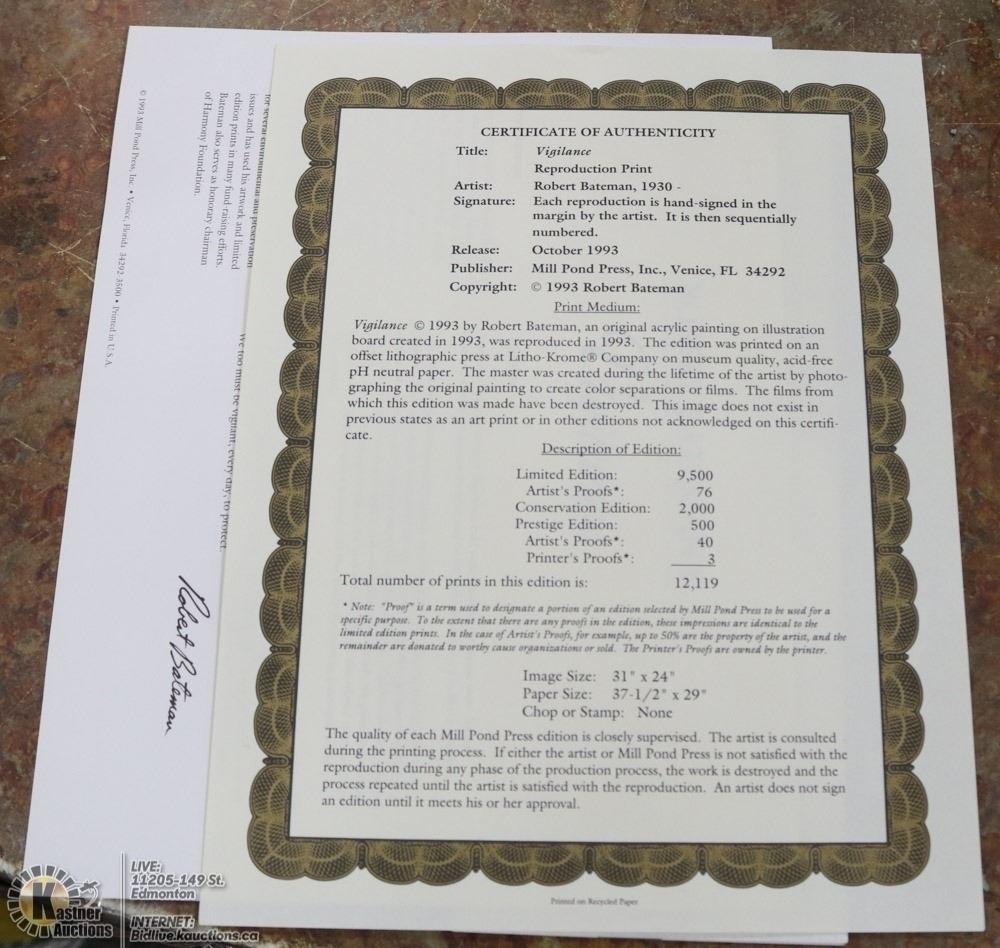 CERTIFICATE OF AUTHENTICITY
Title: Vigilance
Reproduction Print
Artist: Robert Bateman, 1930 -
Signature: Each reproduction is hand-signed in the
margin by the artist. It is then sequentially
numbered.
Release: October 1993
Publisher: Mill Pond Press, Inc., Venice, FL 34292
Copyright: © 1993 Robert Bateman
Print Medium:
Vigilance © 1993 by Robert Bateman, an original acrylic painting on illustration
board created in 1993, was reproduced in 1993. The edition was printed on an
offset lithographic press at Litho-Krome® Company on museum quality, acid-free
pH neutral paper. The master was created during the lifetime of the artist by photo-
graphing the original painting to create color separations or films. The films from
which this edition was made have been destroyed. This image does not exist in
previous states as an art print or in other editions not acknowledged on this certifi-
cate.
Description of Edition:
Limited Edition: 9,500
Artist's Proofs*: 76
Conservation Edition: 2,000
Prestige Edition: 500
Artist's Proofs*: 40
Printer's Proofs*: 3
Total number of prints in this edition is: 12,119
* Note: "Proof" is a term used to designate a portion of an edition selected by Mill Pond Press to be used for a
specific purpose. To the extent that there are any proofs in the edition, these impressions are identical to the
limited edition prints. In the case of Artist's Proofs, for example, up to 50% are the property of the artist, and the
remainder are donated to worthy cause organizations or sold. The Printer's Proofs are owned by the printer.
Image Size: 31" x 24"
Paper Size: 37-1/2" x 29"
Chop or Stamp: None
The quality of each Mill Pond Press edition is closely supervised. The artist is consulted
during the printing process. If either the artist or Mill Pond Press is not satisfied with the
reproduction during any phase of the production process, the work is destroyed and the
process repeated until the artist is satisfied with the reproduction. An artist does not sign
an edition until it meets his or her approval.
Printed on Recycled Paper
for several environmental and preservation
issues and has used his artwork and limited
edition prints in many fund-raising efforts.
Bateman also serves as honorary chairman
of Harmony Foundation.
We too must be vigilant, every day, to protect.
Robert Bateman
© 1993 Mill Pond Press, Inc. • Venice, Florida 34292-3500 • Printed in U.S.A.
Kastner
Auctions
LIVE:
11205-149 St.
Edmonton
INTERNET:
Bidlive.kauctions.ca